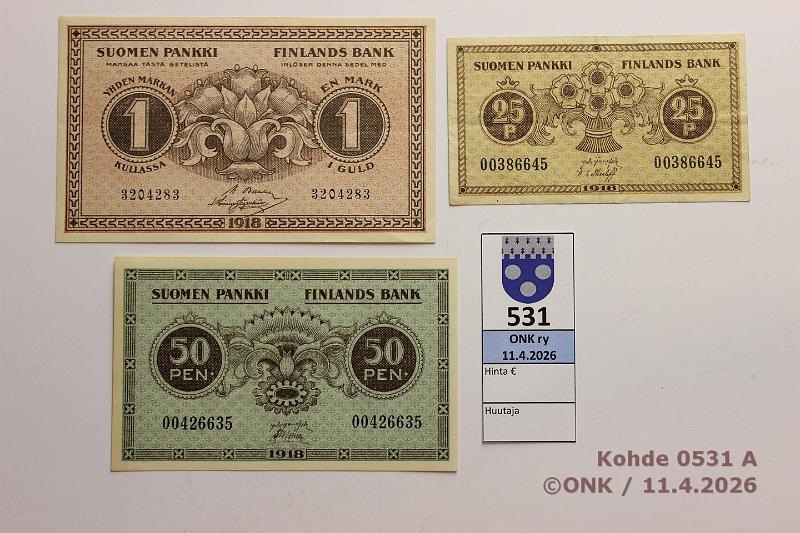 SUOMEN PANKKI FINLANDS BANK
MAKSAA TÄSTÄ SETELISTÄ INLÖSER DENNA SEDEL MED
YHDEN MARKAN EN MARK
1 1
KULLASSA I GULD
3204283 3204283
1918
SUOMEN PANKKI FINLANDS BANK
25 P 25 P
00386645 00386645
1918
SUOMEN PANKKI FINLANDS BANK
50 PEN. 50 PEN.
00426635 00426635
1918
531
ONK ry
11.4.2026
Hinta €
Huutaja
Kohde 0531 A
©ONK / 11.4.2026